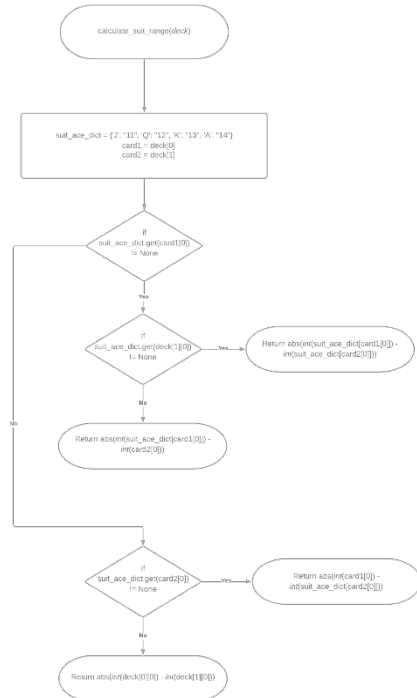 calculate_suit_range(deck)
suit_ace_dict = {'J': "11", 'Q': "12", 'K': "13", 'A': "14"}
card1 = deck[0]
card2 = deck[1]
if
suit_ace_dict.get(card1[0])
!= None
Yes
if
suit_ace_dict.get(deck[1][0])
!= None
Yes
Return abs(int(suit_ace_dict[card1[0]) -
int(suit_ace_dict[card2[0]]))
No
No
Return abs(int(suit_ace_dict[card1[0]) -
int(card2[0]))
if
suit_ace_dict.get(card2[0])
!= None
Yes
Return abs(int(card1[0]) -
int(suit_ace_dict[card2[0]]))
No
Return abs(int(deck[0][0]) - int(deck[1][0]))